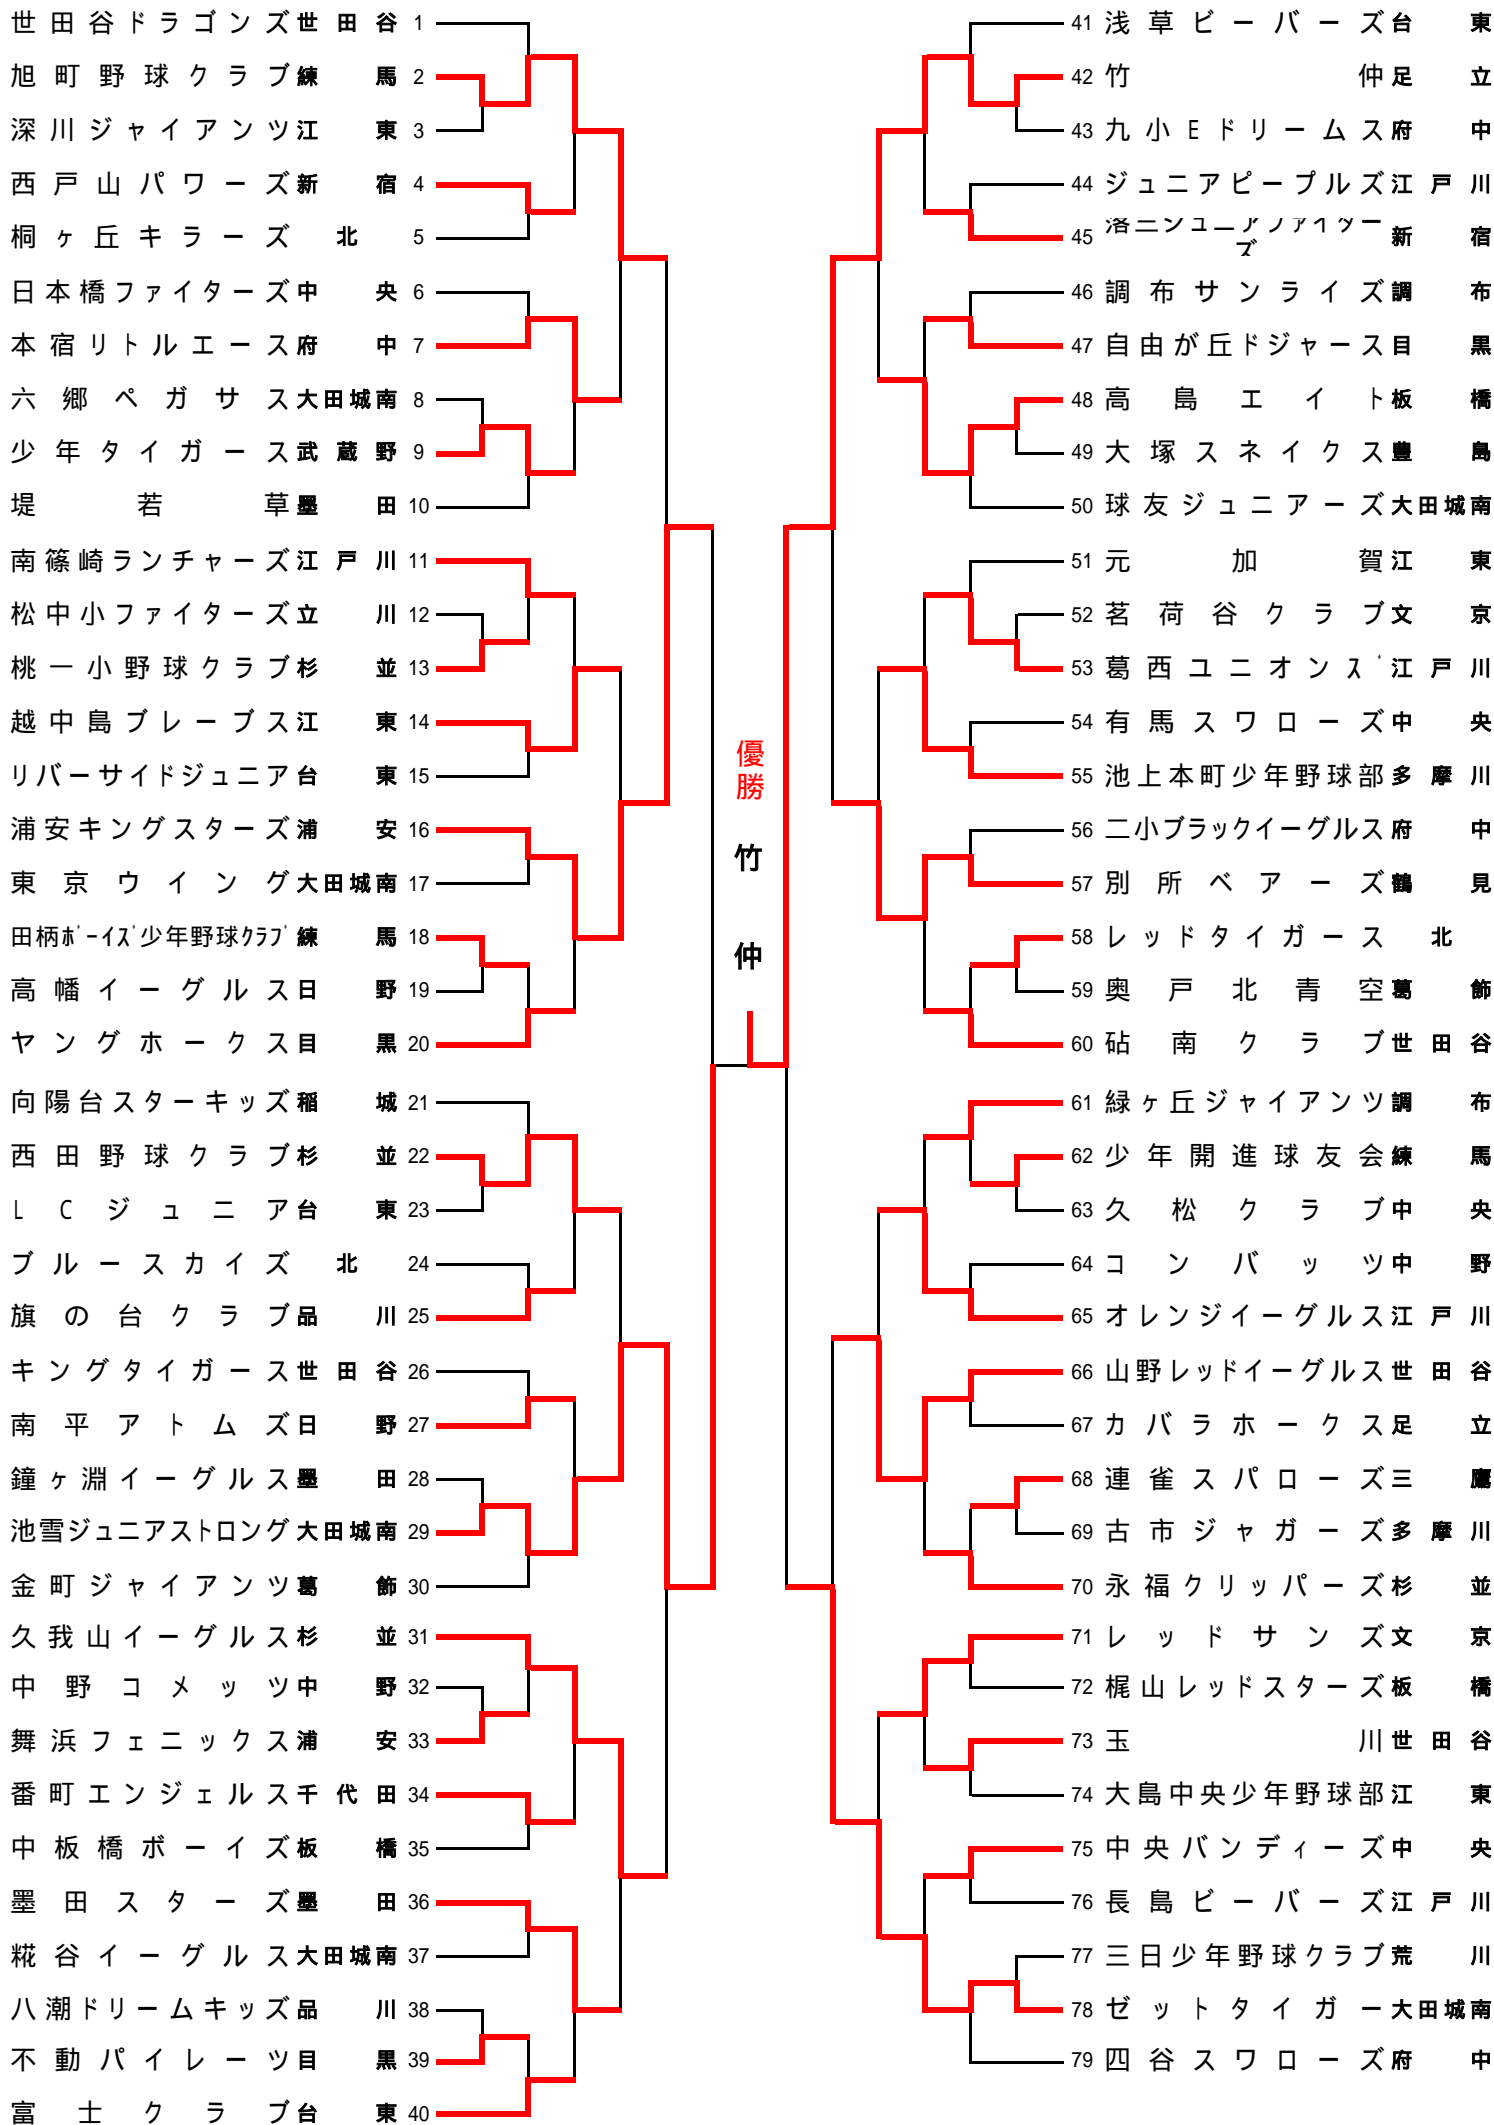 世田谷ドラゴンズ 世田谷 1
旭町野球クラブ 練馬 2
深川ジャイアンツ 江東 3
西戸山パワーズ 新宿 4
桐ヶ丘キラーズ 北 5
日本橋ファイターズ 中央 6
本宿リトルエース 府中 7
六郷ペガサス 大田城南 8
少年タイガース 武蔵野 9
堤若草 墨田 10
南篠崎ランチャーズ 江戸川 11
松中小ファイターズ 立川 12
桃一小野球クラブ 杉並 13
越中島ブレーブス 江東 14
リバーサイドジュニア 台東 15
浦安キングスターズ 浦安 16
東京ウイング 大田城南 17
田柄ﾎﾞｰｲｽﾞ少年野球ｸﾗﾌﾞ 練馬 18
高幡イーグルス 日野 19
ヤングホークス 目黒 20
向陽台スターキッズ 稲城 21
西田野球クラブ 杉並 22
LCジュニア 台東 23
ブルースカイズ 北 24
旗の台クラブ 品川 25
キングタイガース 世田谷 26
南平アトムズ 日野 27
鐘ヶ淵イーグルス 墨田 28
池雪ジュニアストロング 大田城南 29
金町ジャイアンツ 葛飾 30
久我山イーグルス 杉並 31
中野コメッツ 中野 32
舞浜フェニックス 浦安 33
番町エンジェルス 千代田 34
中板橋ボーイズ 板橋 35
墨田スターズ 墨田 36
糀谷イーグルス 大田城南 37
八潮ドリームキッズ 品川 38
不動パイレーツ 目黒 39
富士クラブ 台東 40
優勝
竹仲
41 浅草ビーバーズ 台東
42 竹仲 足立
43 九小Eドリームス 府中
44 ジュニアピープルズ 江戸川
45 落三ジュニアファイターズ 新宿
46 調布サンライズ 調布
47 自由が丘ドジャース 目黒
48 高島エイト 板橋
49 大塚スネイクス 豊島
50 球友ジュニアーズ 大田城南
51 元加賀 江東
52 茗荷谷クラブ 文京
53 葛西ユニオンズ 江戸川
54 有馬スワローズ 中央
55 池上本町少年野球部 多摩川
56 二小ブラックイーグルス 府中
57 別所ベアーズ 鶴見
58 レッドタイガース 北
59 奥戸北青空 葛飾
60 砧南クラブ 世田谷
61 緑ヶ丘ジャイアンツ 調布
62 少年開進球友会 練馬
63 久松クラブ 中央
64 コンバッツ 中野
65 オレンジイーグルス 江戸川
66 山野レッドイーグルス 世田谷
67 カバラホークス 足立
68 連雀スパローズ 三鷹
69 古市ジャガーズ 多摩川
70 永福クリッパーズ 杉並
71 レッドサンズ 文京
72 梶山レッドスターズ 板橋
73 玉川 世田谷
74 大島中央少年野球部 江東
75 中央バンディーズ 中央
76 長島ビーバーズ 江戸川
77 三日少年野球クラブ 荒川
78 ゼットタイガー 大田城南
79 四谷スワローズ 府中